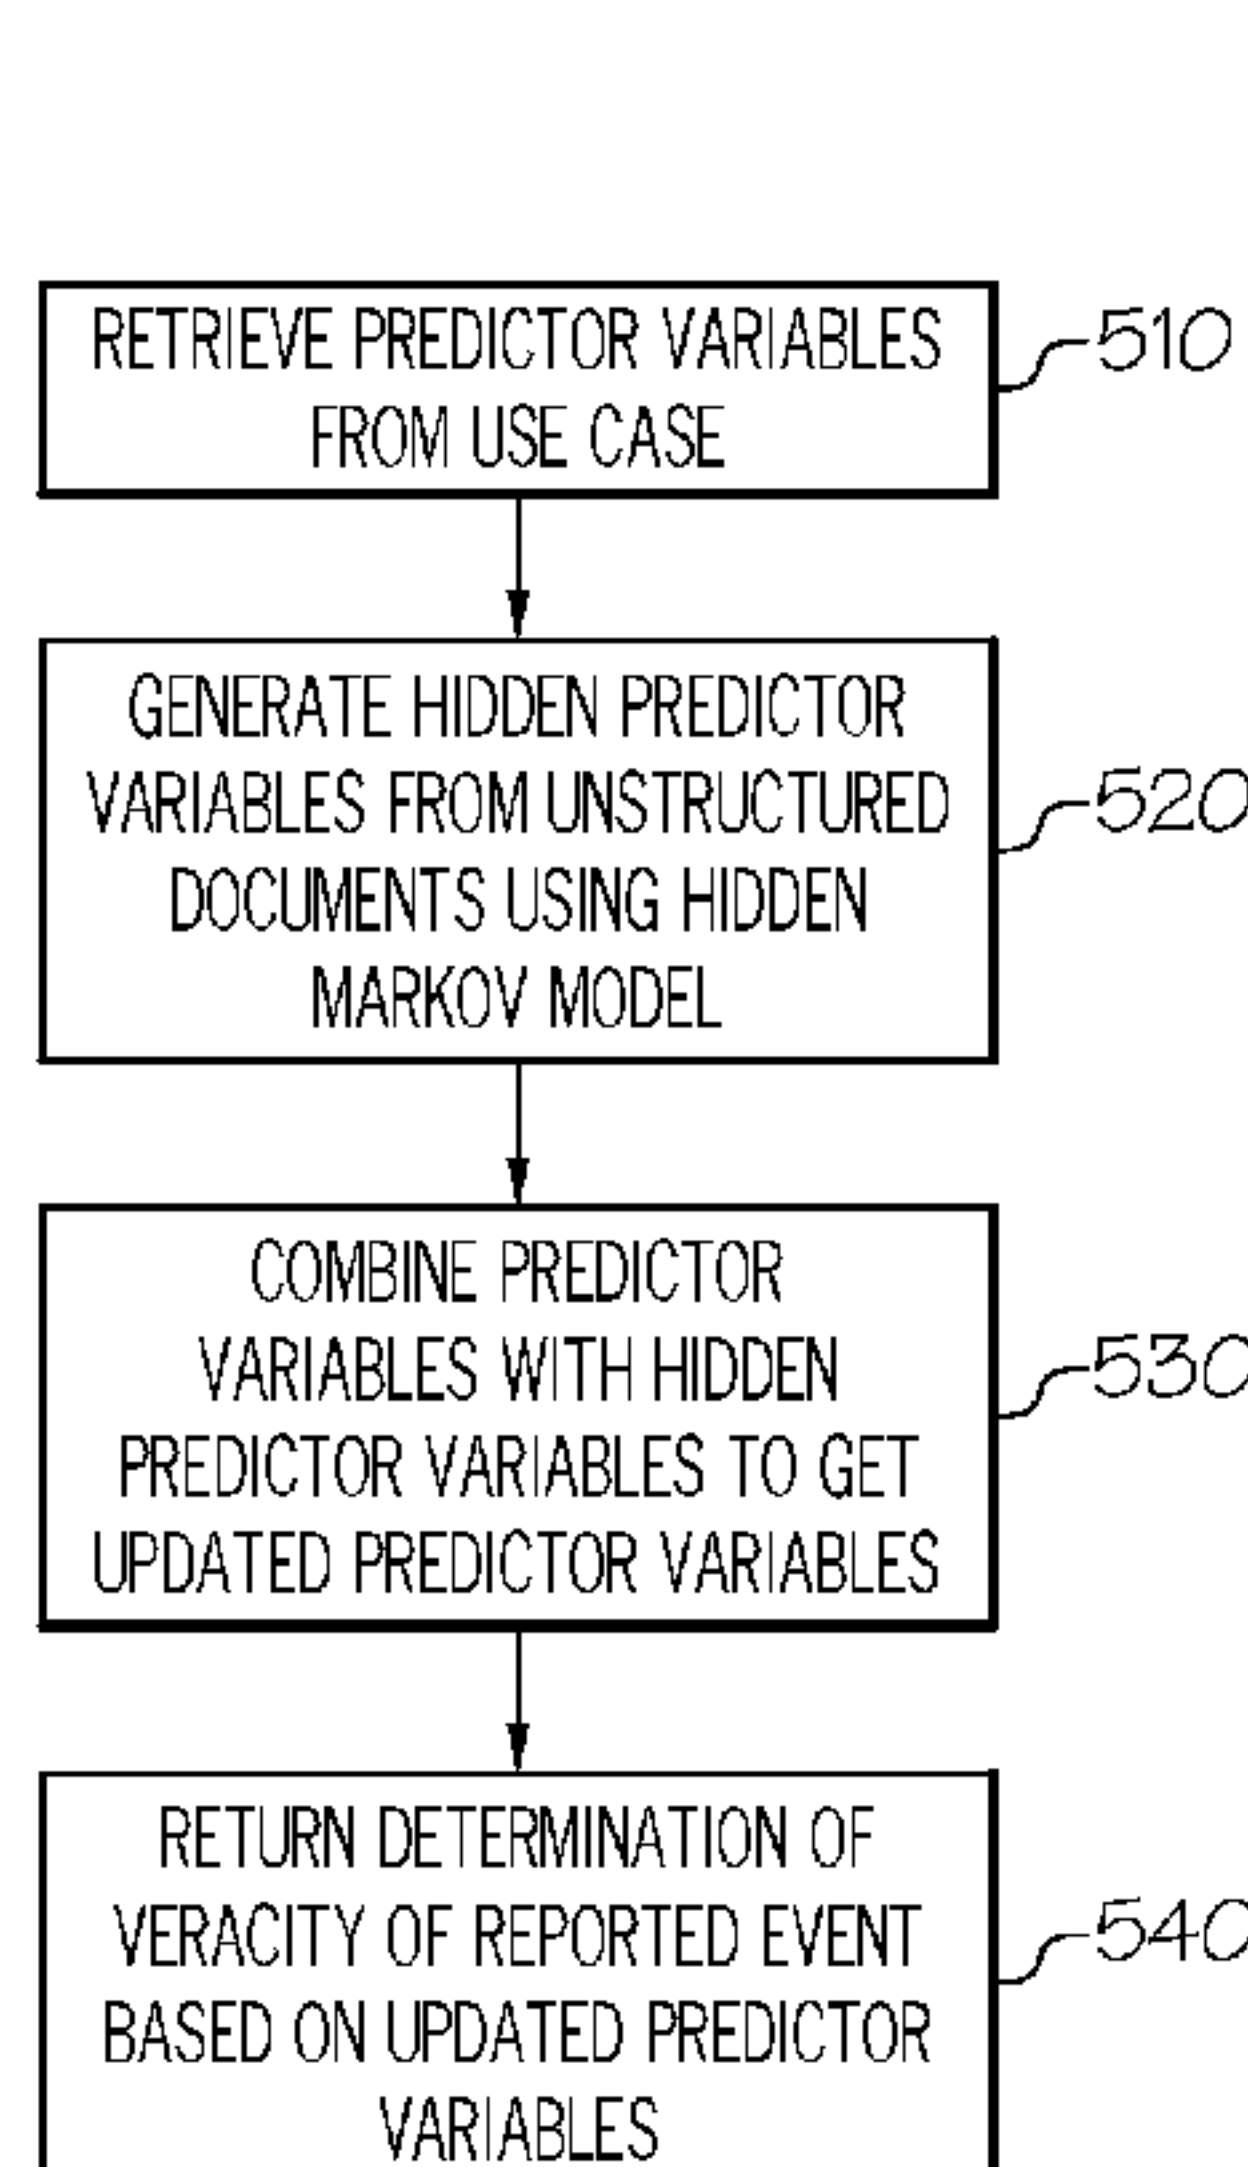 RETRIEVE PREDICTOR VARIABLES
FROM USE CASE
510
GENERATE HIDDEN PREDICTOR
VARIABLES FROM UNSTRUCTURED
DOCUMENTS USING HIDDEN
MARKOV MODEL
520
COMBINE PREDICTOR
VARIABLES WITH HIDDEN
PREDICTOR VARIABLES TO GET
UPDATED PREDICTOR VARIABLES
530
RETURN DETERMINATION OF
VERACITY OF REPORTED EVENT
BASED ON UPDATED PREDICTOR
VARIABLES
540